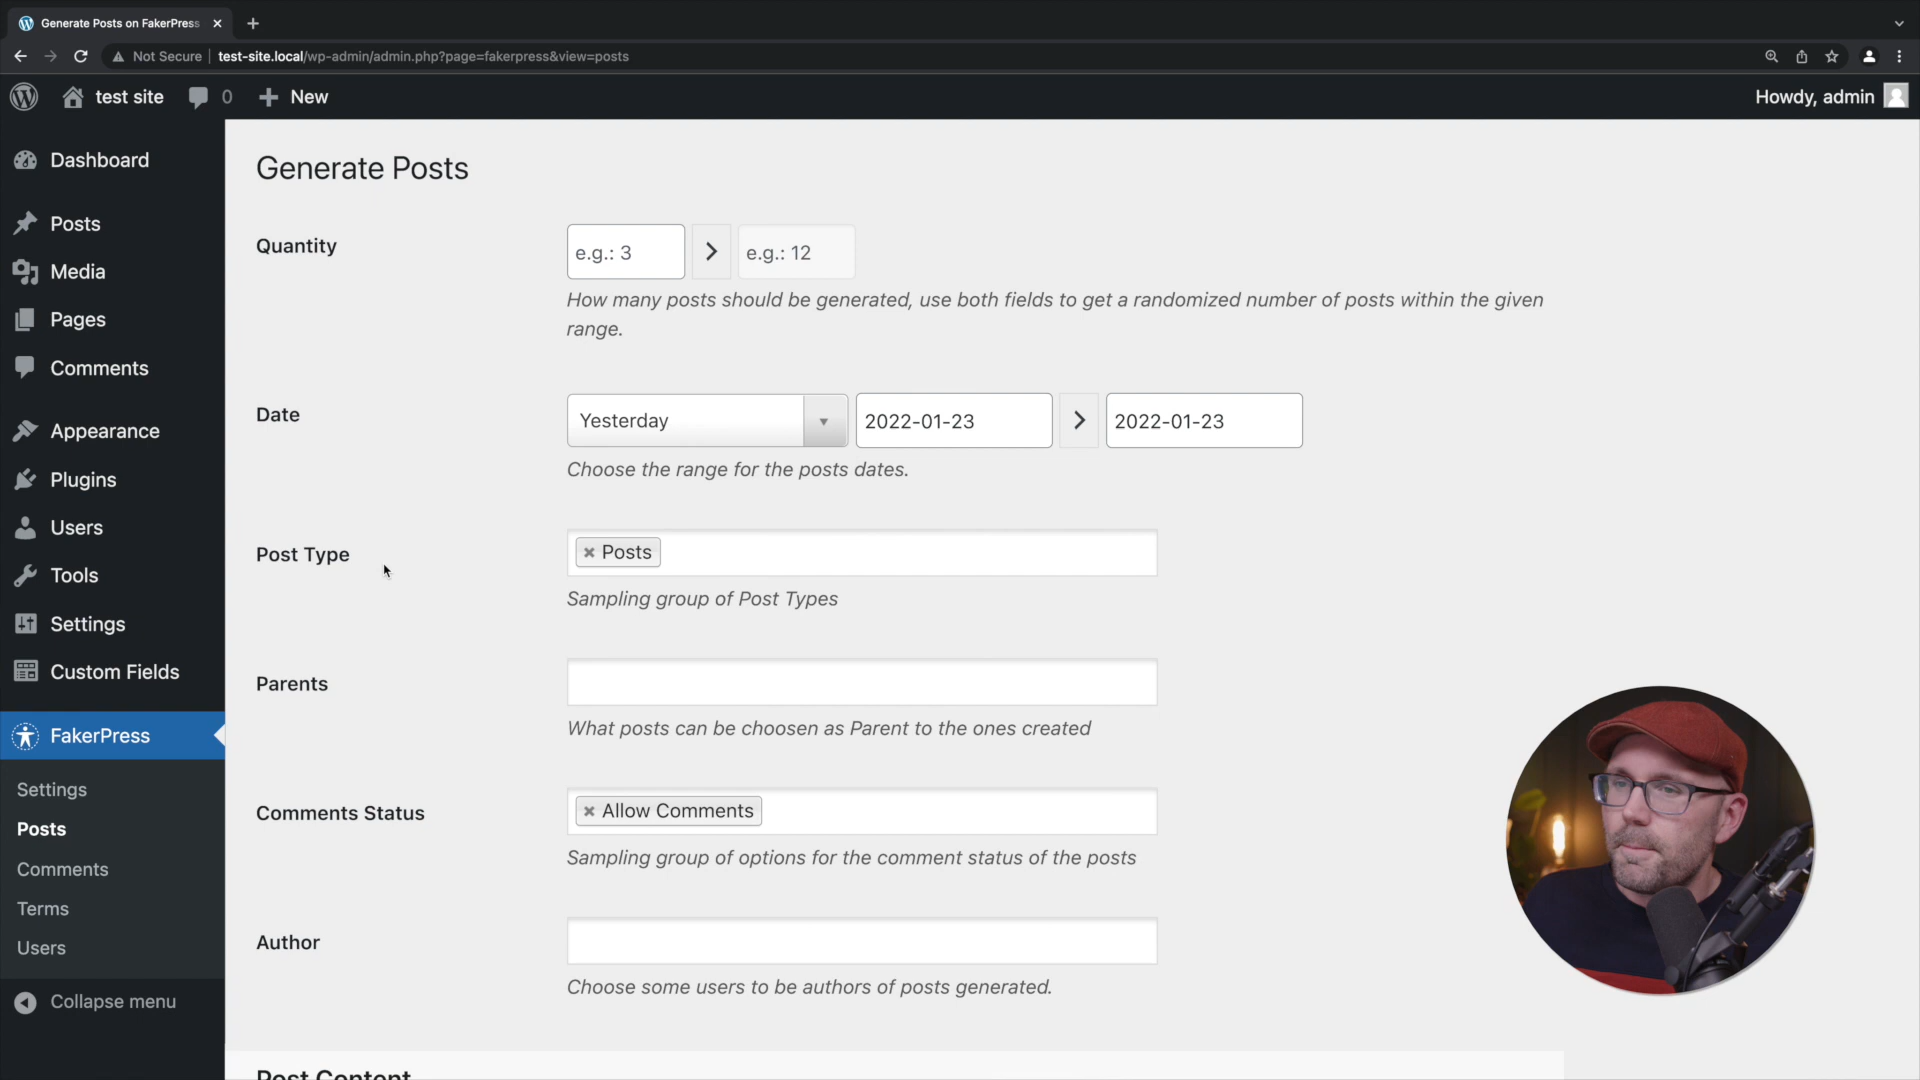 Generate Posts on FakerPress
Not Secure test-site.local/wp-admin/admin.php?page=fakerpress&view=posts
test site 0 New Howdy, admin
Dashboard
Posts
Media
Pages
Comments
Appearance
Plugins
Users
Tools
Settings
Custom Fields
FakerPress
Settings
Posts
Comments
Terms
Users
Collapse menu
Generate Posts
Quantity e.g.: 3 e.g.: 12
How many posts should be generated, use both fields to get a randomized number of posts within the given
range.
Date Yesterday 2022-01-23 2022-01-23
Choose the range for the posts dates.
Post Type × Posts
Sampling group of Post Types
Parents
What posts can be choosen as Parent to the ones created
Comments Status × Allow Comments
Sampling group of options for the comment status of the posts
Author
Choose some users to be authors of posts generated.
Post Content